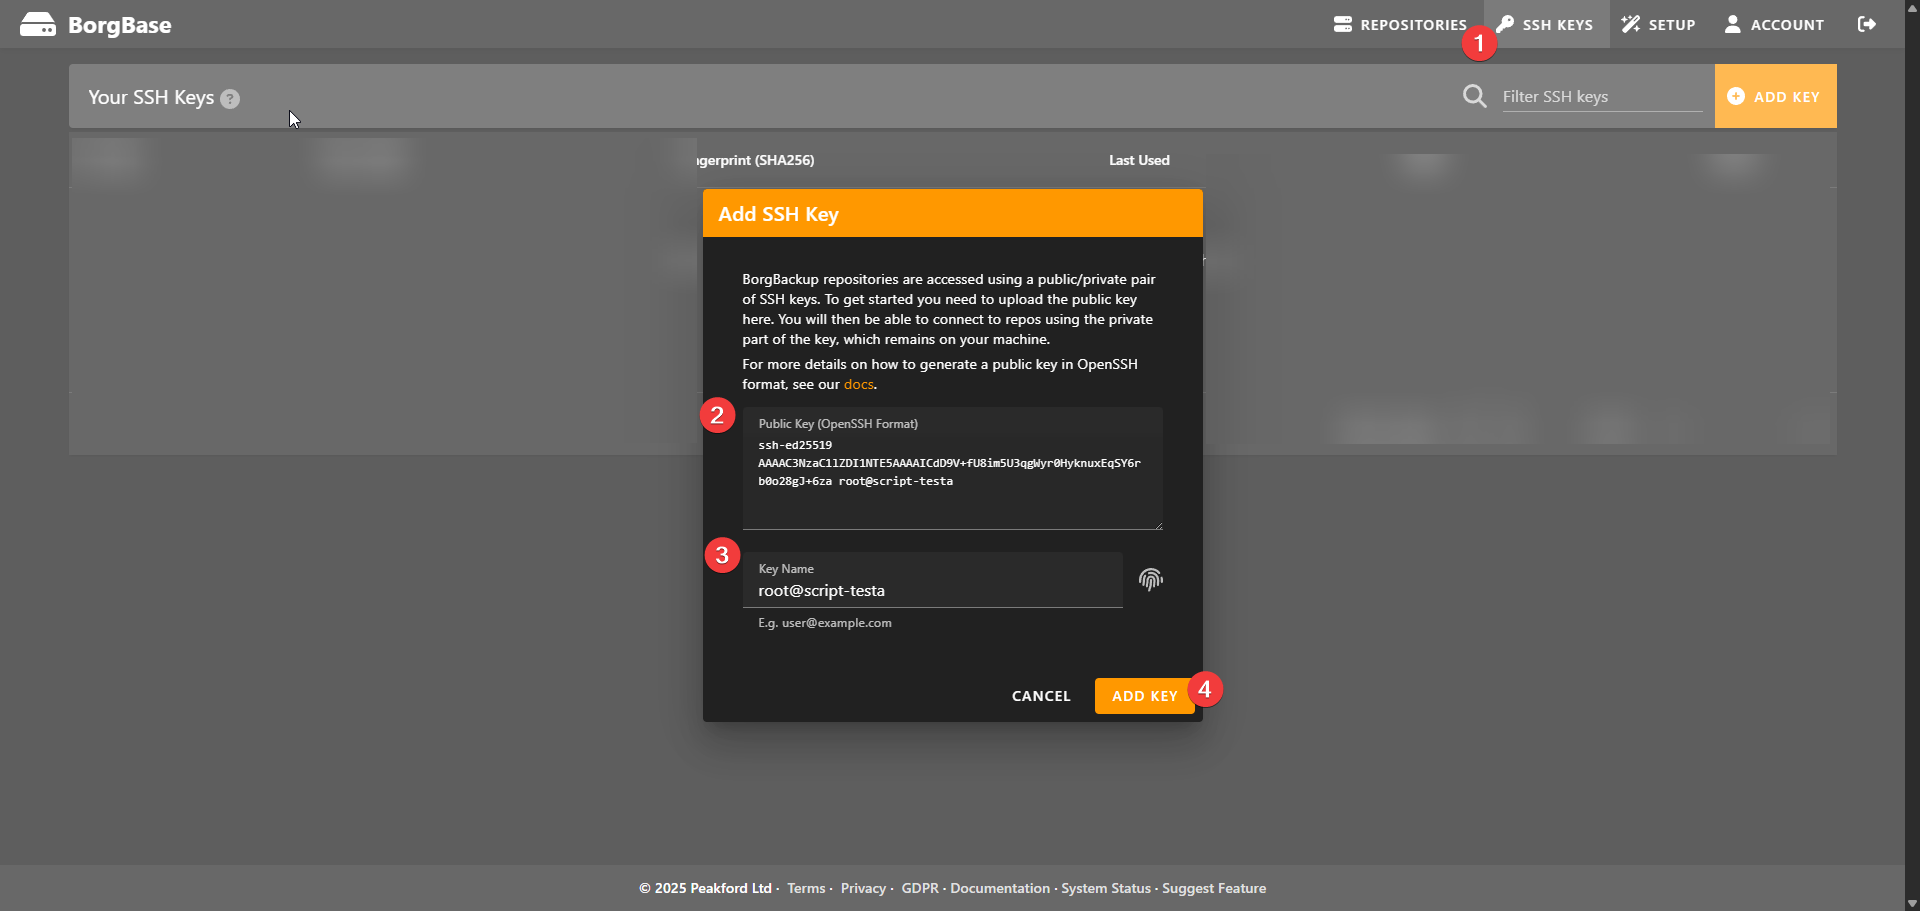 BorgBase
REPOSITORIES
SSH KEYS
SETUP
ACCOUNT
1
Your SSH Keys ?
Filter SSH keys
ADD KEY
(SHA256)
Last Used
Add SSH Key
BorgBackup repositories are accessed using a public/private pair
of SSH keys. To get started you need to upload the public key
here. You will then be able to connect to repos using the private
part of the key, which remains on your machine.
For more details on how to generate a public key in OpenSSH
format, see our docs.
2
Public Key (OpenSSH Format)
ssh-ed25519
AAAAC3NzaC1lZDI1NTE5AAAAICdD9V+fU8im5U3qgWyr0HyknuxEqSY6r
b0o28gJ+6za root@script-testa
3
Key Name
root@script-testa
E.g. user@example.com
CANCEL
ADD KEY
4
© 2025 Peakford Ltd · Terms · Privacy · GDPR · Documentation · System Status · Suggest Feature